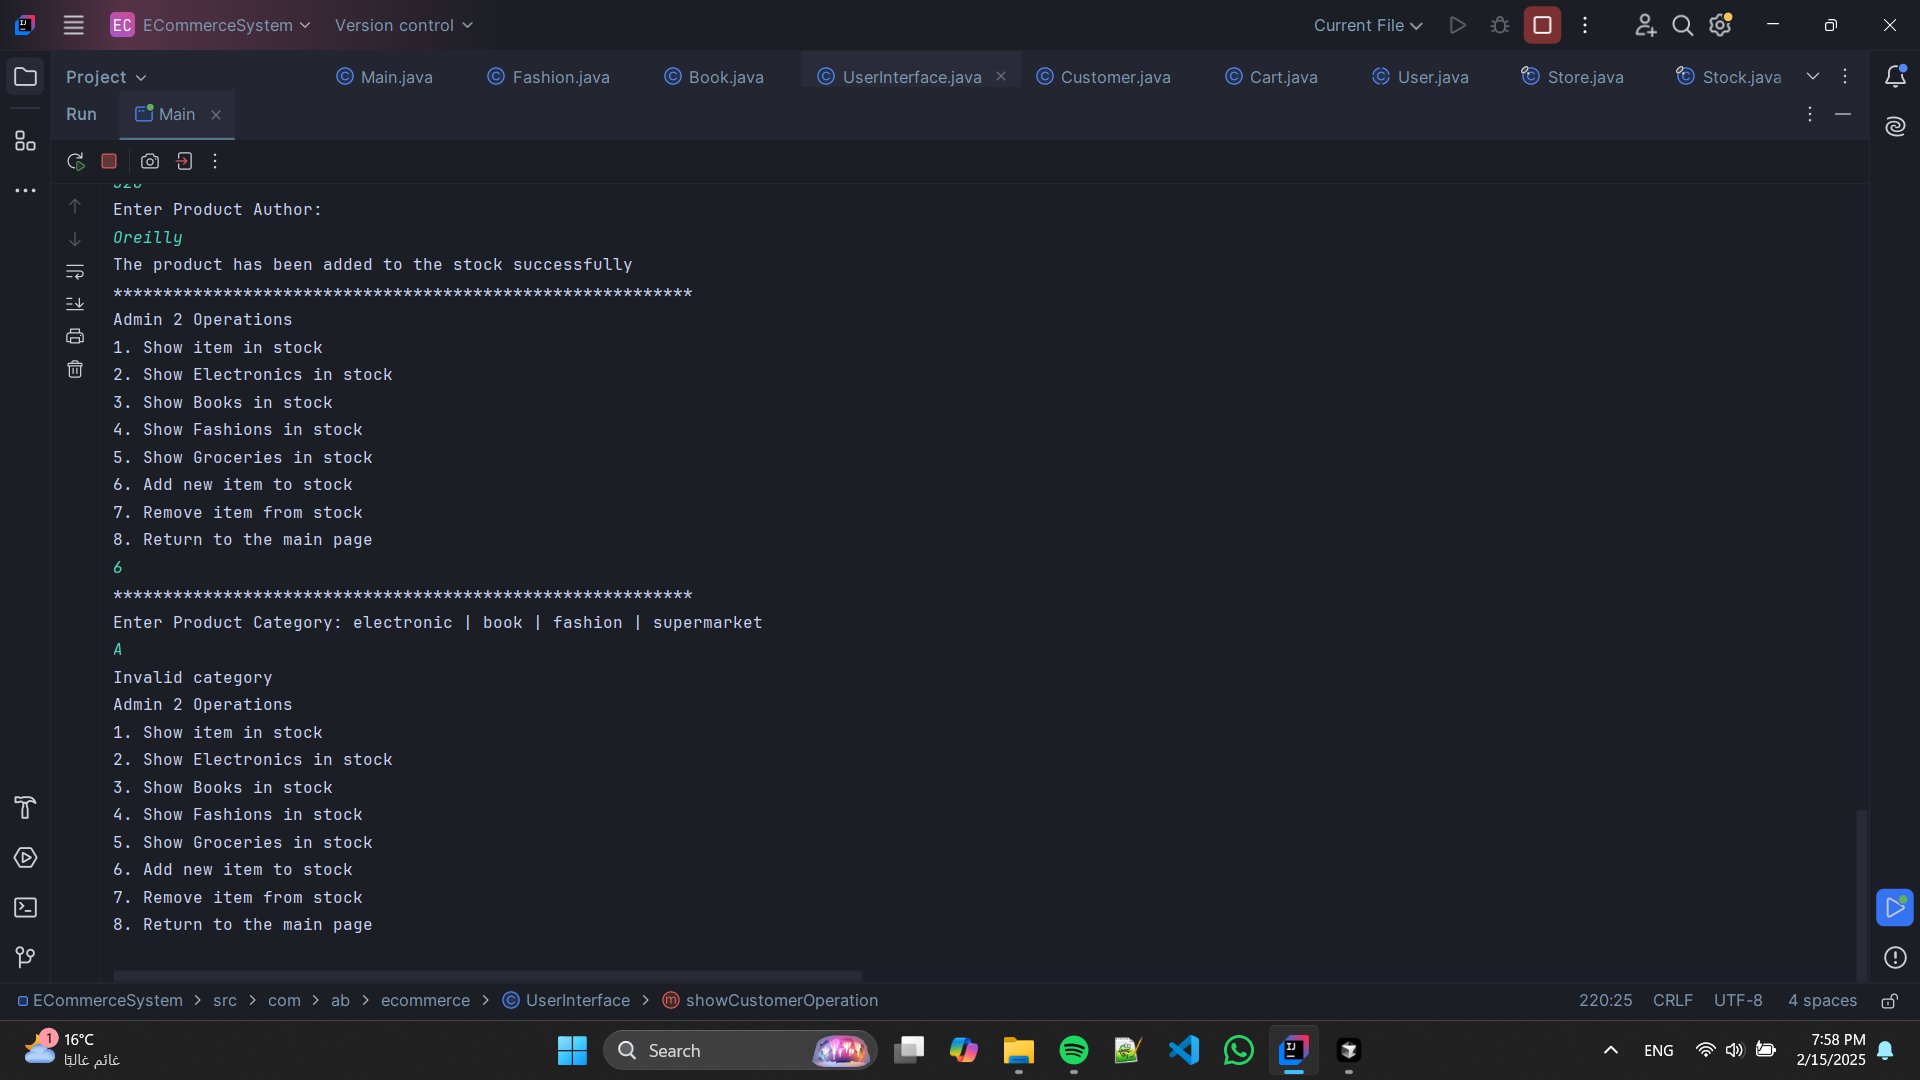 EC ECommerceSystem Version control Current File
Project Main.java Fashion.java Book.java UserInterface.java Customer.java Cart.java User.java Store.java Stock.java
Run Main
Enter Product Author:
Oreilly
The product has been added to the stock successfully
**********************************************************
Admin 2 Operations
1. Show item in stock
2. Show Electronics in stock
3. Show Books in stock
4. Show Fashions in stock
5. Show Groceries in stock
6. Add new item to stock
7. Remove item from stock
8. Return to the main page
6
**********************************************************
Enter Product Category: electronic | book | fashion | supermarket
A
Invalid category
Admin 2 Operations
1. Show item in stock
2. Show Electronics in stock
3. Show Books in stock
4. Show Fashions in stock
5. Show Groceries in stock
6. Add new item to stock
7. Remove item from stock
8. Return to the main page
ECommerceSystem > src > com > ab > ecommerce > UserInterface > showCustomerOperation 220:25 CRLF UTF-8 4 spaces
1 16°C Search ENG 7:58 PM
غائم غالبًا 2/15/2025